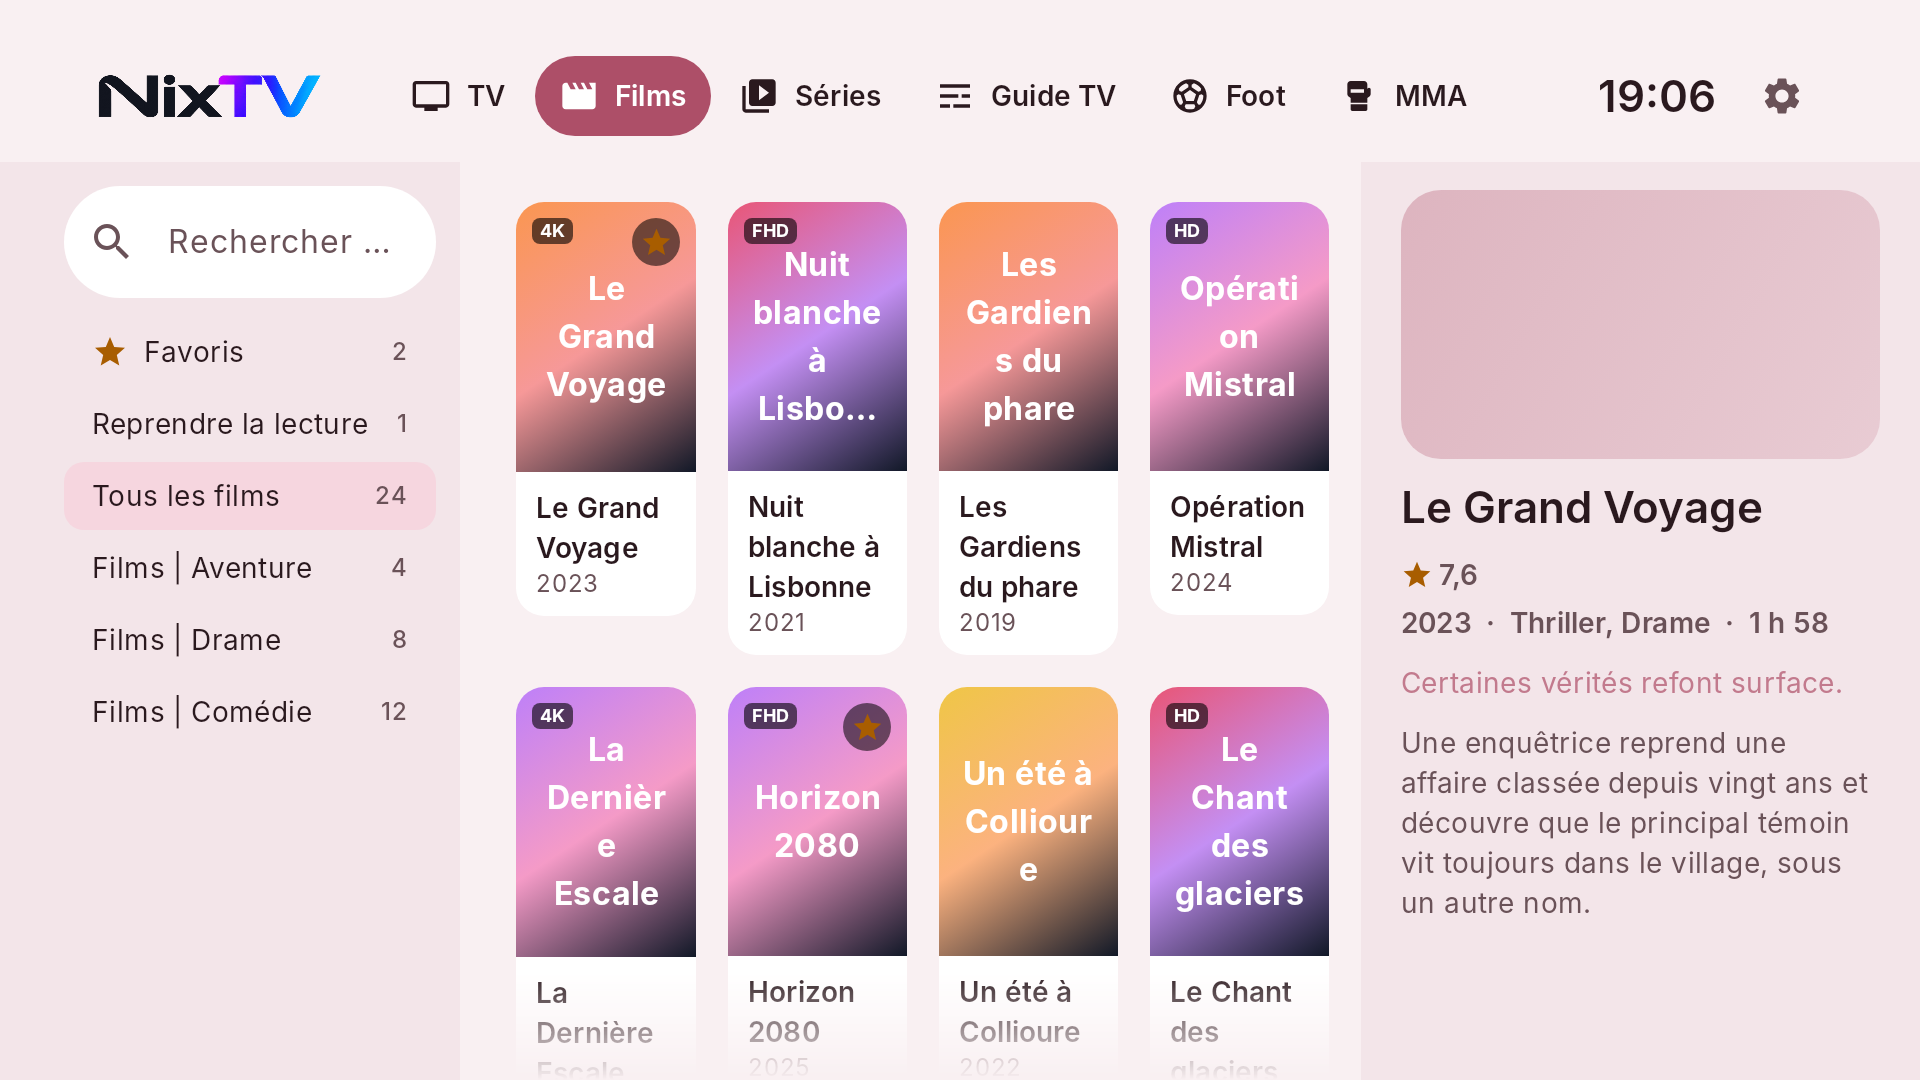 NixTV
TV
Films
Séries
Guide TV
Foot
MMA
19:06
Rechercher ...
Favoris 2
Reprendre la lecture 1
Tous les films 24
Films | Aventure 4
Films | Drame 8
Films | Comédie 12
4K
Le
Grand
Voyage
Le Grand
Voyage
2023
FHD
Nuit
blanche
à
Lisbo...
Nuit
blanche à
Lisbonne
2021
Les
Gardien
s du
phare
Les
Gardiens
du phare
2019
HD
Opérati
on
Mistral
Opération
Mistral
2024
4K
La
Dernièr
e
Escale
La
Dernière
Escale
FHD
Horizon
2080
Horizon
2080
2025
Un été à
Colliour
e
Un été à
Collioure
2022
HD
Le
Chant
des
glaciers
Le Chant
des
glaciers
Le Grand Voyage
7,6
2023 · Thriller, Drame · 1 h 58
Certaines vérités refont surface.
Une enquêtrice reprend une
affaire classée depuis vingt ans et
découvre que le principal témoin
vit toujours dans le village, sous
un autre nom.